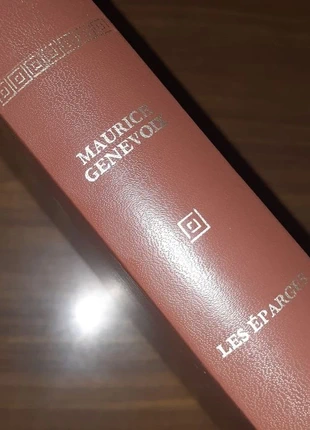 MAURICE
GENEVOIX
LES ÉPARGES